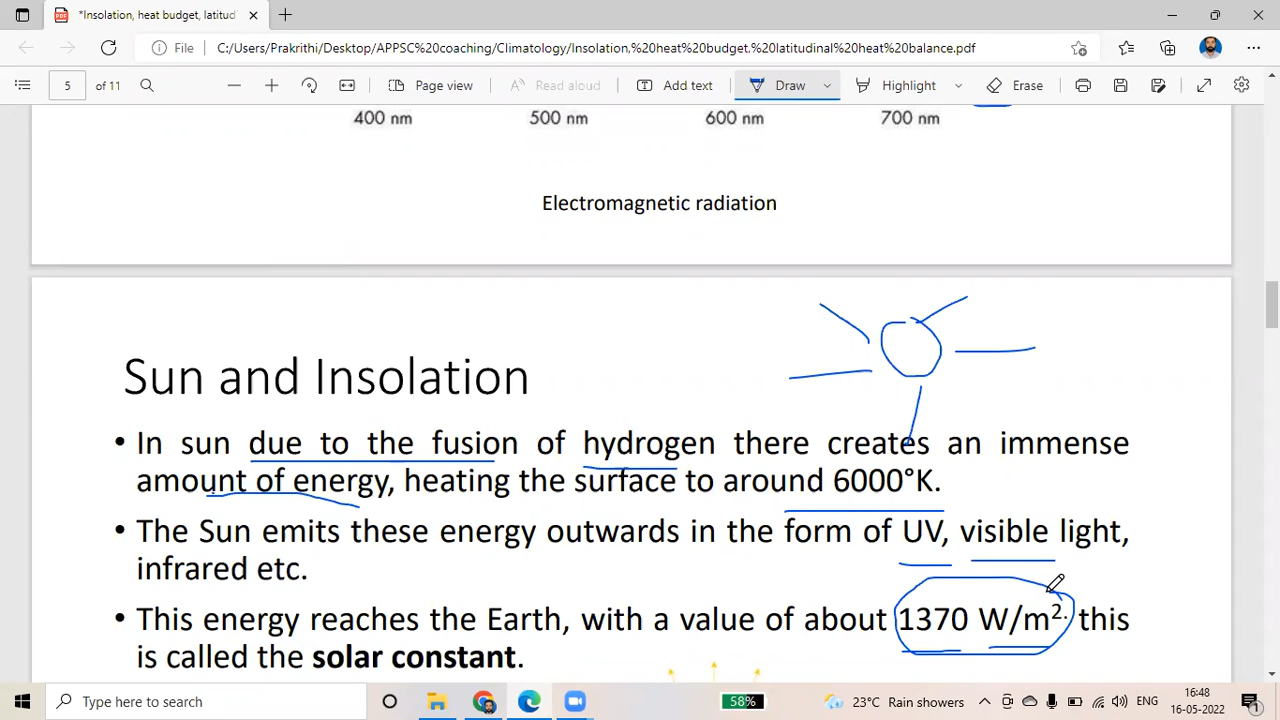 *"Insolation, heat budget, latitud
File C:/Users/Prakrithi/Desktop/APPSC%20coaching/Climatology/Insolation,%20heat%20budget,%20latitudinal%20heat%20balance.pdf
5 of 11 Page view Read aloud Add text Draw Highlight Erase
400 nm 500 nm 600 nm 700 nm
Electromagnetic radiation
Sun and Insolation
• In sun due to the fusion of hydrogen there creates an immense
amount of energy, heating the surface to around 6000°K.
• The Sun emits these energy outwards in the form of UV, visible light,
infrared etc.
• This energy reaches the Earth, with a value of about 1370 W/m2. this
is called the solar constant.
Type here to search 58% 23°C Rain showers ENG 16:48
16-05-2022